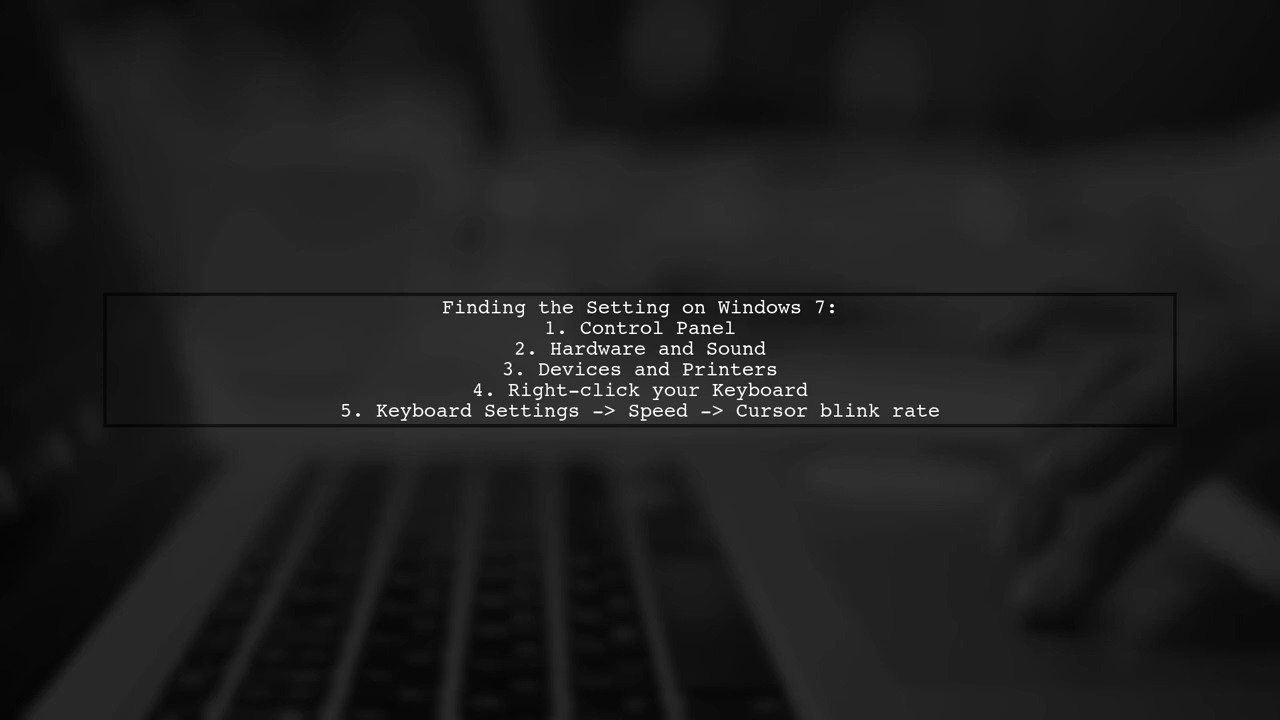 Finding the Setting on Windows 7:
1. Control Panel
2. Hardware and Sound
3. Devices and Printers
4. Right-click your Keyboard
5. Keyboard Settings -> Speed -> Cursor blink rate